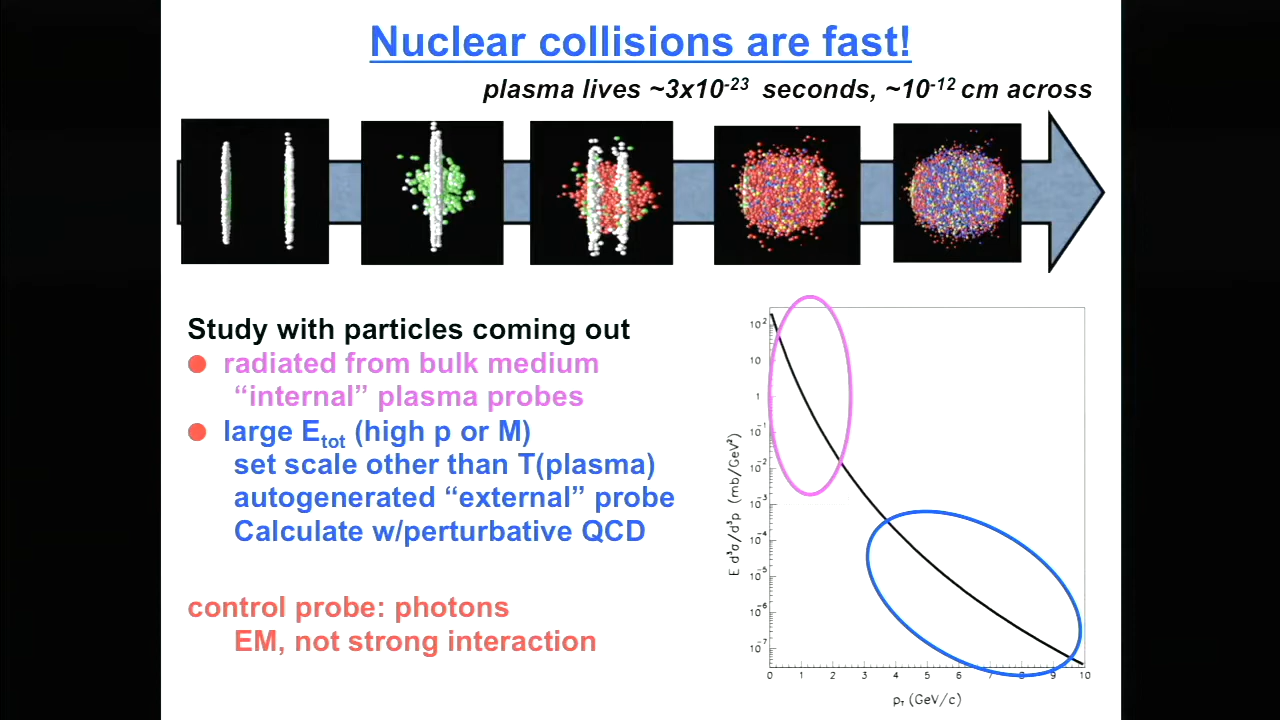 Nuclear collisions are fast!
plasma lives ~3x10⁻²³ seconds, ~10⁻¹² cm across
Study with particles coming out
radiated from bulk medium
“internal” plasma probes
large Eₜₒₜ (high p or M)
set scale other than T(plasma)
autogenerated “external” probe
Calculate w/perturbative QCD
control probe: photons
EM, not strong interaction
E d³σ/d³p (mb/GeV²)
10²
10
1
10⁻¹
10⁻²
10⁻³
10⁻⁴
10⁻⁵
10⁻⁶
10⁻⁷
0 1 2 3 4 5 6 7 8 9 10
p_T (GeV/c)